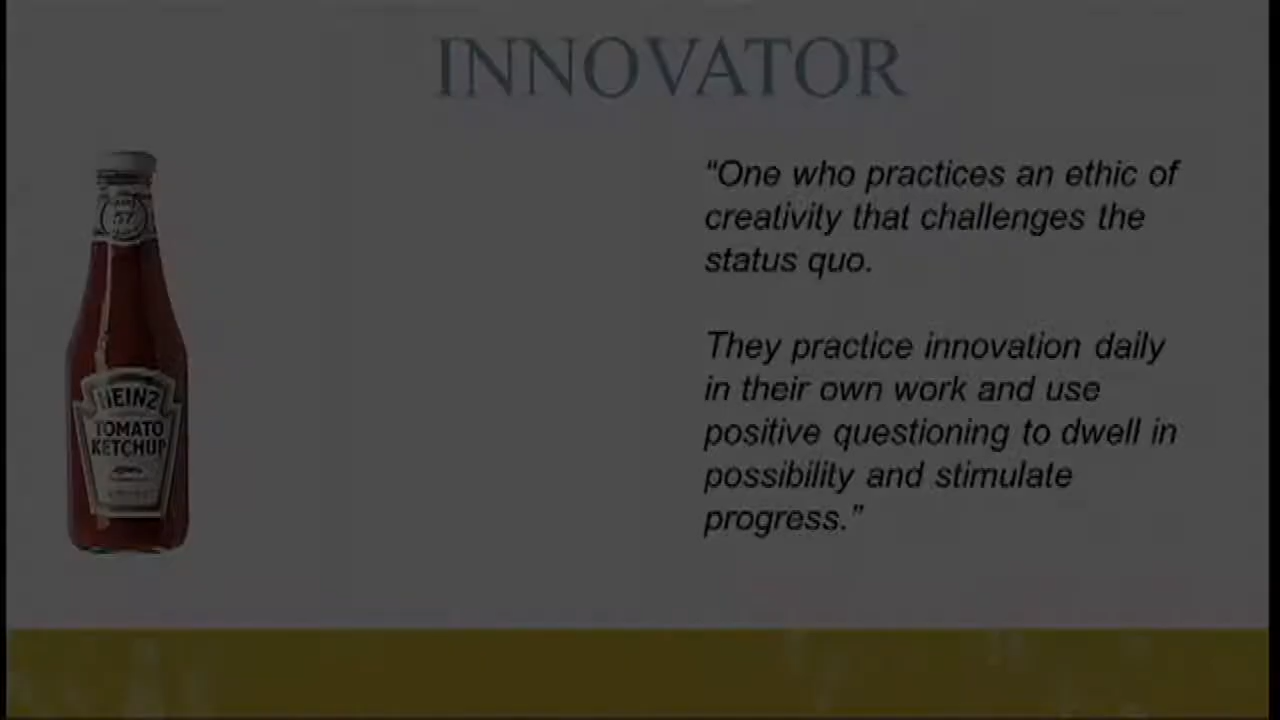 INNOVATOR
"One who practices an ethic of
creativity that challenges the
status quo.
They practice innovation daily
in their own work and use
positive questioning to dwell in
possibility and stimulate
progress."
57
HEINZ
TOMATO
KETCHUP